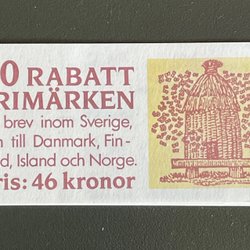 0 RABATT
RIMÄRKEN
brev inom Sverige,
n till Danmark, Fin-
d, Island och Norge.
ris: 46 kronor